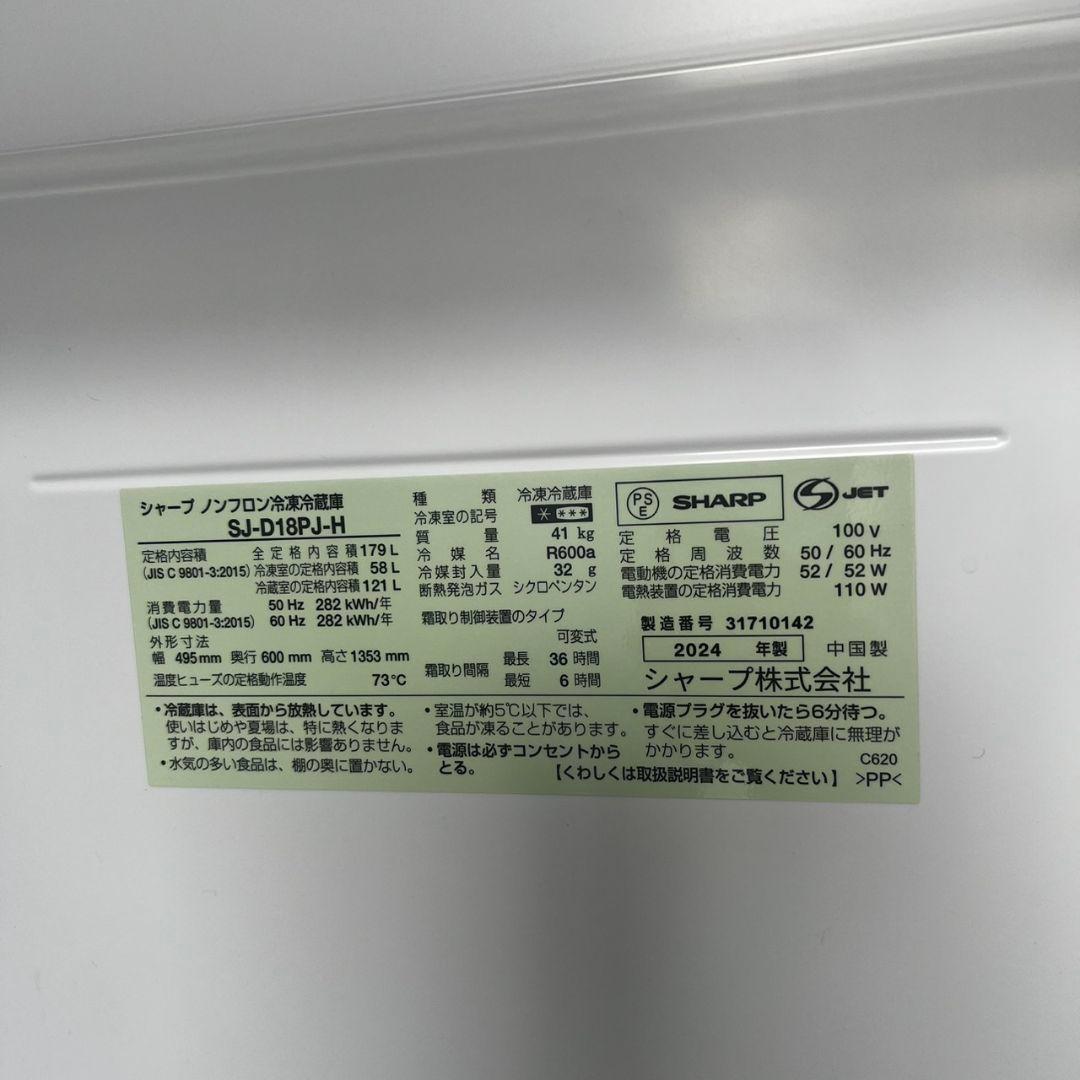 シャープ ノンフロン冷凍冷蔵庫
SJ-D18PJ-H
定格内容積 全定格内容積 179 L
(JIS C 9801-3:2015) 冷凍室の定格内容積 58 L
冷蔵室の定格内容積 121 L
消費電力量 50 Hz 282 kWh/年
(JIS C 9801-3:2015) 60 Hz 282 kWh/年
外形寸法
幅 495 mm 奥行 600 mm 高さ 1353 mm
温度ヒューズの定格動作温度 73℃
種類 冷凍冷蔵庫
冷凍室の記号 * ***
質量 41 kg
冷媒名 R600a
冷媒封入量 32 g
断熱発泡ガス シクロペンタン
霜取り制御装置のタイプ
可変式
霜取り間隔 最長 36 時間
最短 6 時間
PS
E
SHARP
S JET
定格電圧 100 V
定格周波数 50 / 60 Hz
電動機の定格消費電力 52 / 52 W
電熱装置の定格消費電力 110 W
製造番号 31710142
2024 年製 中国製
シャープ株式会社
・冷蔵庫は、表面から放熱しています。
使いはじめや夏場は、特に熱くなりま
すが、庫内の食品には影響ありません。
・水気の多い食品は、棚の奥に置かない。
・室温が約5℃以下では、
食品が凍ることがあります。
・電源は必ずコンセントから
とる。
・電源プラグを抜いたら6分待つ。
すぐに差し込むと冷蔵庫に無理が
かかります。
C620
【くわしくは取扱説明書をご覧ください】 >PP<